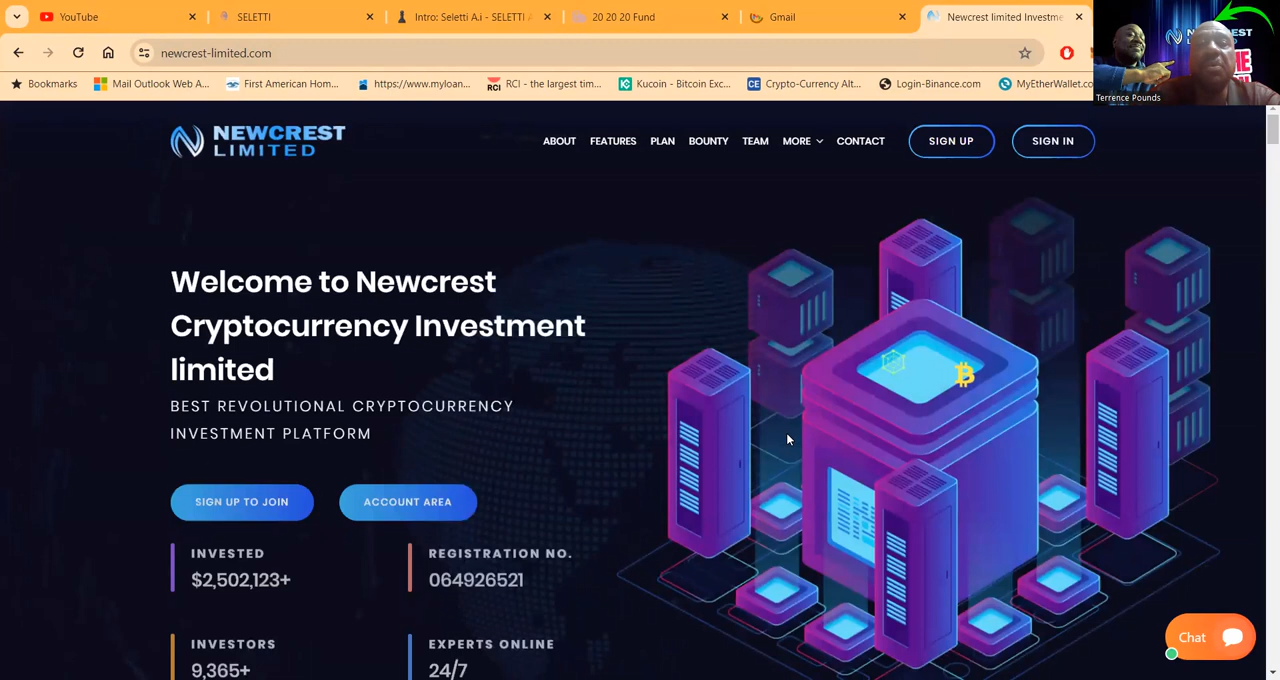 YouTube
SELETTI
Intro: Seletti A.i - SELETTI
20 20 20 Fund
Gmail
Newcrest limited Investme
newcrest-limited.com
Bookmarks
Mail Outlook Web A...
First American Hom...
https://www.myloan...
RCI
RCI - the largest tim...
Kucoin - Bitcoin Exc...
CE
Crypto-Currency Alt...
Login-Binance.com
MyEtherWallet.co
Terrence Pounds
NEWCREST
LIMITED
ABOUT
FEATURES
PLAN
BOUNTY
TEAM
MORE
CONTACT
SIGN UP
SIGN IN
Welcome to Newcrest
Cryptocurrency Investment
limited
BEST REVOLUTIONAL CRYPTOCURRENCY
INVESTMENT PLATFORM
SIGN UP TO JOIN
ACCOUNT AREA
INVESTED
$2,502,123+
REGISTRATION NO.
064926521
INVESTORS
9,365+
EXPERTS ONLINE
24/7
Chat